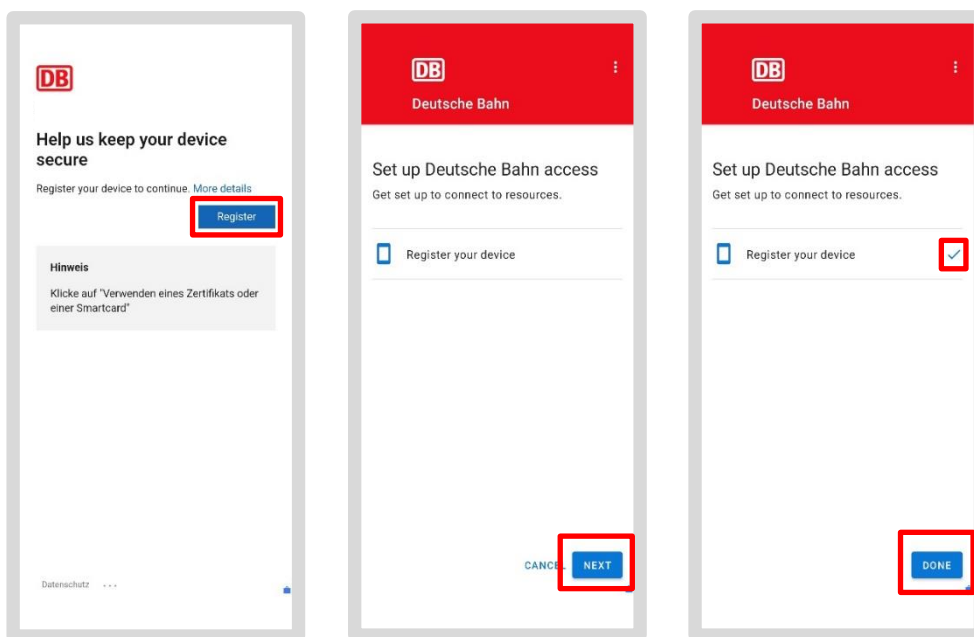 DB
Help us keep your device
secure
Register your device to continue. More details
Register
Hinweis
Klicke auf "Verwenden eines Zertifikats oder
einer Smartcard"
Datenschutz ...
DB
Deutsche Bahn
Set up Deutsche Bahn access
Get set up to connect to resources.
Register your device
CANCEL NEXT
DB
Deutsche Bahn
Set up Deutsche Bahn access
Get set up to connect to resources.
Register your device
DONE